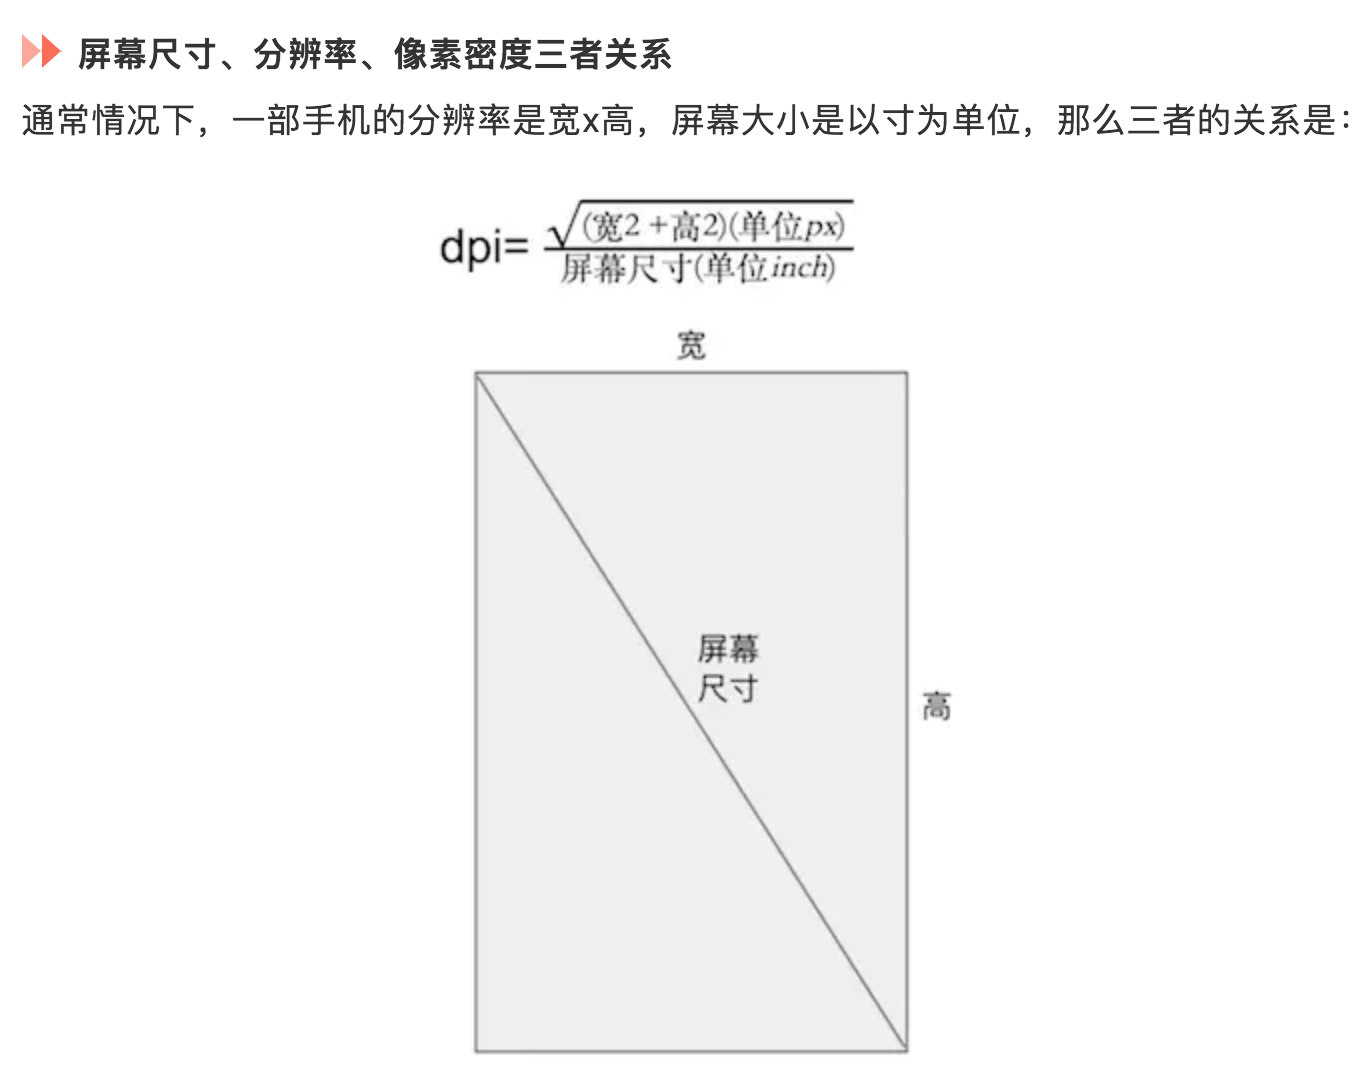 屏幕尺寸、分辨率、像素密度三者关系
通常情况下，一部手机的分辨率是宽x高，屏幕大小是以寸为单位，那么三者的关系是：
dpi= √(宽2 +高2)(单位px)
屏幕尺寸(单位inch)
宽
屏幕
尺寸
高